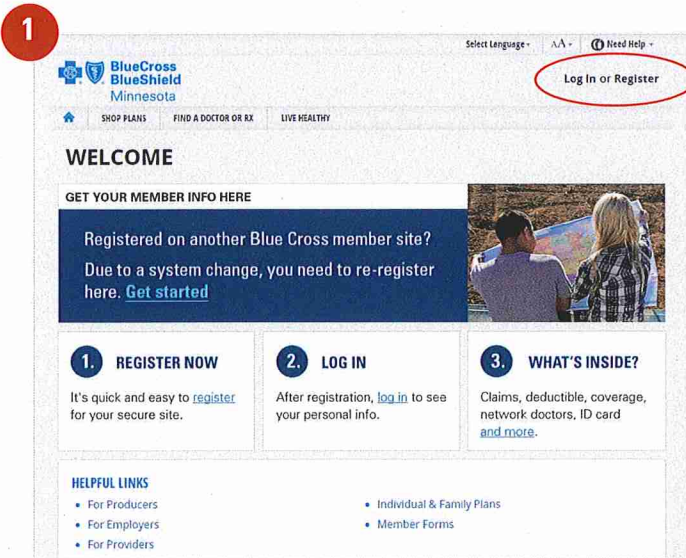 1
Select Language
AA
Need Help
BlueCross
BlueShield
Minnesota
Log In or Register
SHOP PLANS FIND A DOCTOR OR RX LIVE HEALTHY
WELCOME
GET YOUR MEMBER INFO HERE
Registered on another Blue Cross member site?
Due to a system change, you need to re-register
here. Get started
1. REGISTER NOW
It's quick and easy to register
for your secure site.
2. LOG IN
After registration, log in to see
your personal info.
3. WHAT'S INSIDE?
Claims, deductible, coverage,
network doctors, ID card
and more.
HELPFUL LINKS
• For Producers
• For Employers
• For Providers
• Individual & Family Plans
• Member Forms